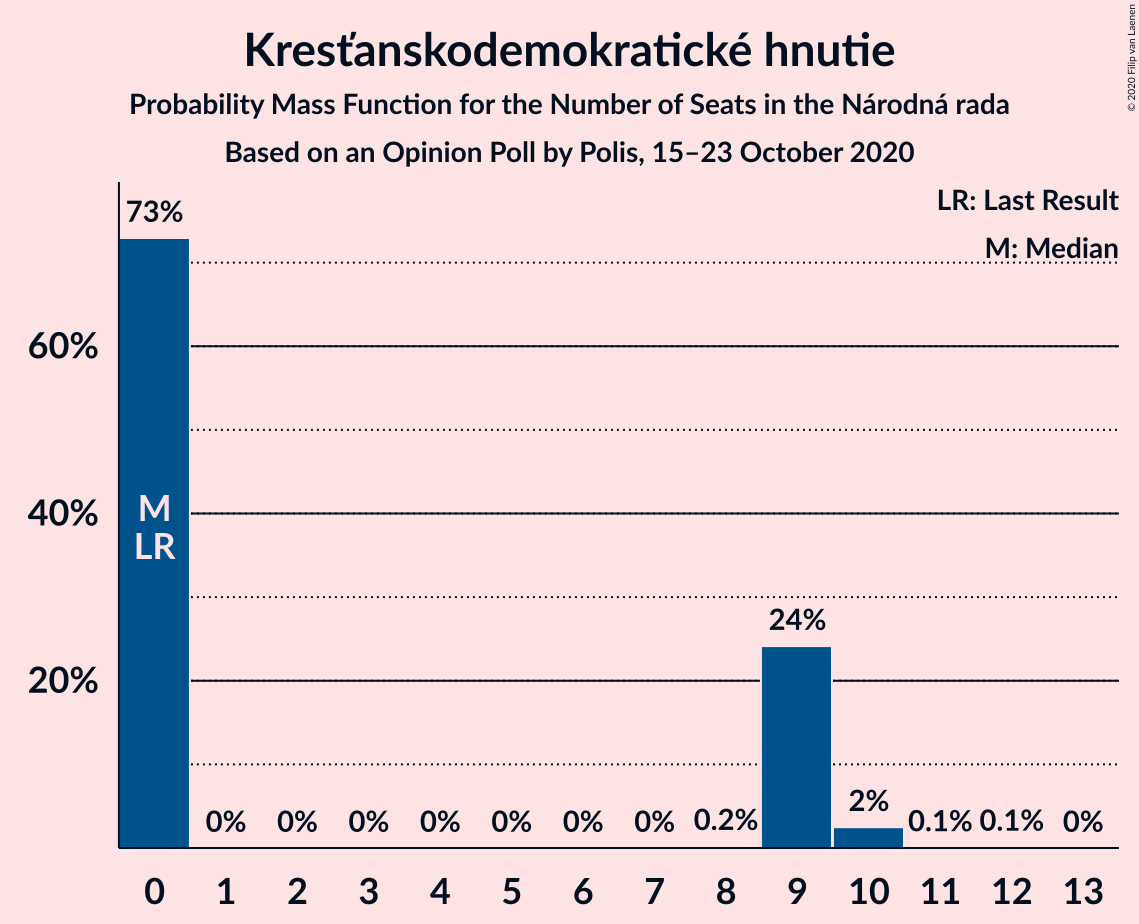 Kresťanskodemokratické hnutie
Probability Mass Function for the Number of Seats in the Národná rada
Based on an Opinion Poll by Polis, 15–23 October 2020
© 2020 Filip van Laenen
LR: Last Result
M: Median
60%
40%
20%
73%
M
LR
0%
0%
0%
0%
0%
0%
0%
0.2%
24%
2%
0.1%
0.1%
0%
0 1 2 3 4 5 6 7 8 9 10 11 12 13